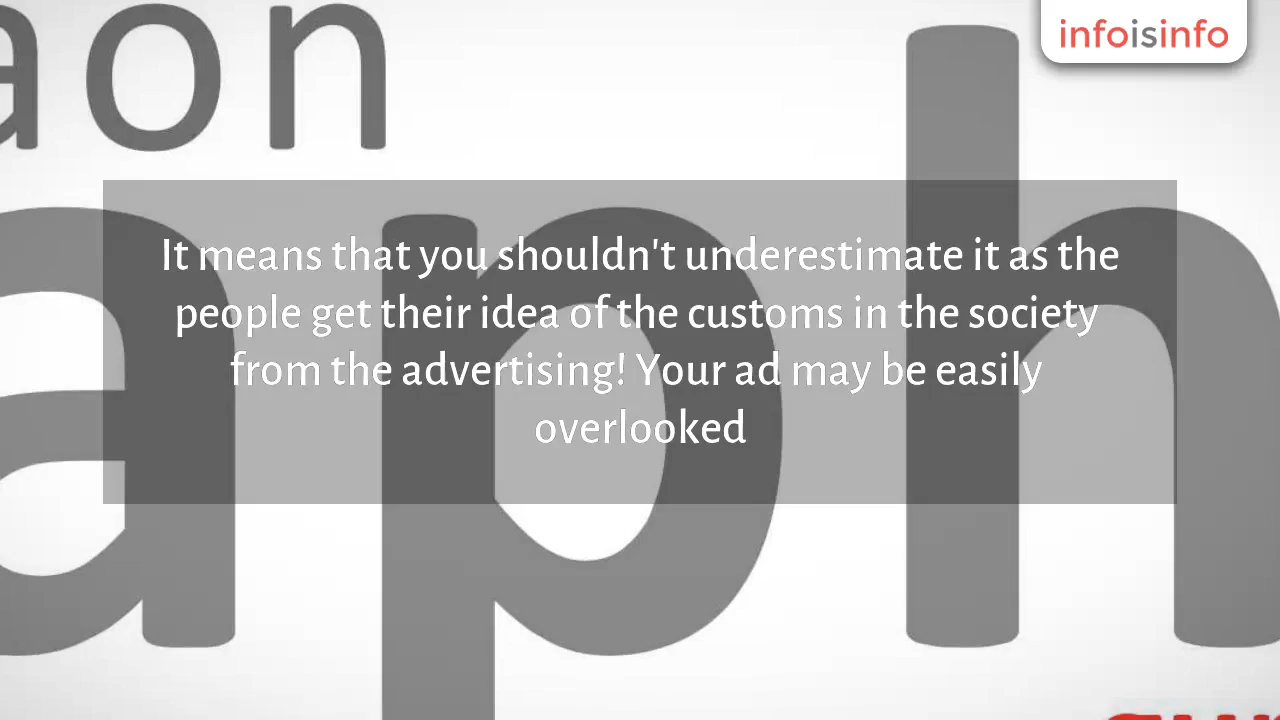 infoisinfo
aon
aph
It means that you shouldn't underestimate it as the
people get their idea of the customs in the society
from the advertising! Your ad may be easily
overlooked